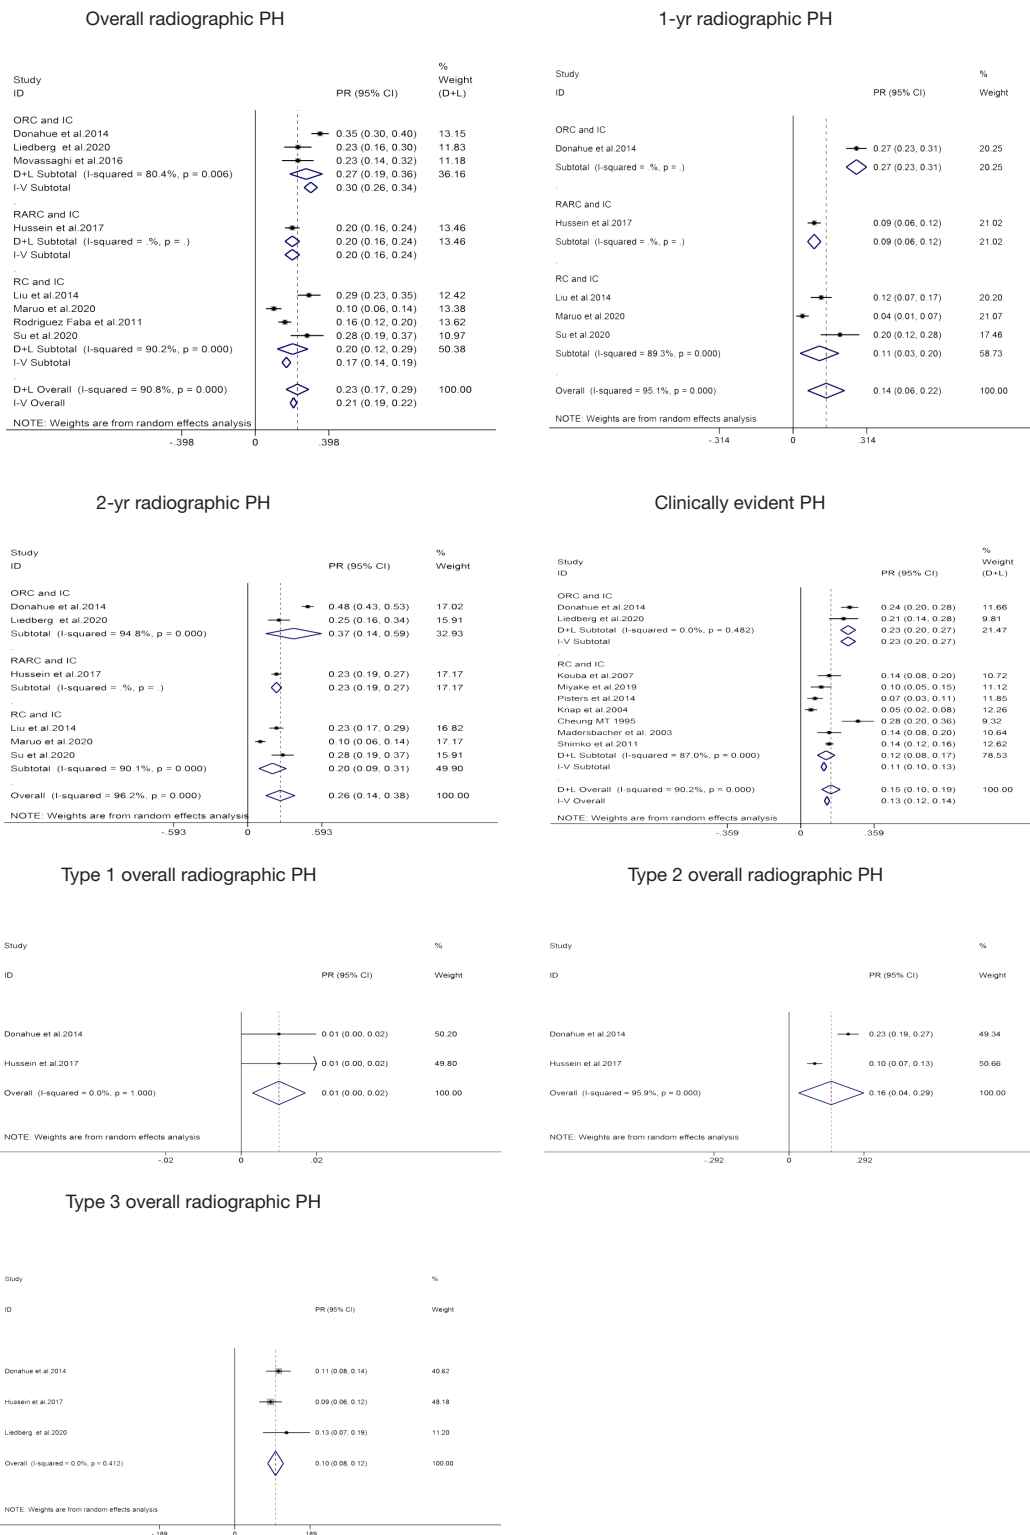 Overall radiographic PH
%
Study Weight
ID PR (95% CI) (D+L)
ORC and IC
Donahue et al.2014 0.35 (0.30, 0.40) 13.15
Liedberg et al.2020 0.23 (0.16, 0.30) 11.83
Movassaghi et al.2016 0.23 (0.14, 0.32) 11.18
D+L Subtotal (I-squared = 80.4%, p = 0.006) 0.27 (0.19, 0.36) 36.16
I-V Subtotal 0.30 (0.26, 0.34)
.
RARC and IC
Hussein et al.2017 0.20 (0.16, 0.24) 13.46
D+L Subtotal (I-squared = .%, p = .) 0.20 (0.16, 0.24) 13.46
I-V Subtotal 0.20 (0.16, 0.24)
.
RC and IC
Liu et al.2014 0.29 (0.23, 0.35) 12.42
Maruo et al.2020 0.10 (0.06, 0.14) 13.38
Rodriguez Faba et al.2011 0.16 (0.12, 0.20) 13.62
Su et al.2020 0.28 (0.19, 0.37) 10.97
D+L Subtotal (I-squared = 90.2%, p = 0.000) 0.20 (0.12, 0.29) 50.38
I-V Subtotal 0.17 (0.14, 0.19)
.
D+L Overall (I-squared = 90.8%, p = 0.000) 0.23 (0.17, 0.29) 100.00
I-V Overall 0.21 (0.19, 0.22)
NOTE: Weights are from random effects analysis
-.398 0 .398
1-yr radiographic PH
Study %
ID PR (95% CI) Weight
ORC and IC
Donahue et al.2014 0.27 (0.23, 0.31) 20.25
Subtotal (I-squared = .%, p = .) 0.27 (0.23, 0.31) 20.25
.
RARC and IC
Hussein et al.2017 0.09 (0.06, 0.12) 21.02
Subtotal (I-squared = .%, p = .) 0.09 (0.06, 0.12) 21.02
.
RC and IC
Liu et al.2014 0.12 (0.07, 0.17) 20.20
Maruo et al.2020 0.04 (0.01, 0.07) 21.07
Su et al.2020 0.20 (0.12, 0.28) 17.46
Subtotal (I-squared = 89.3%, p = 0.000) 0.11 (0.03, 0.20) 58.73
.
Overall (I-squared = 95.1%, p = 0.000) 0.14 (0.06, 0.22) 100.00
NOTE: Weights are from random effects analysis
-.314 0 .314
2-yr radiographic PH
Study %
ID PR (95% CI) Weight
ORC and IC
Donahue et al.2014 0.48 (0.43, 0.53) 17.02
Liedberg et al.2020 0.25 (0.16, 0.34) 15.91
Subtotal (I-squared = 94.8%, p = 0.000) 0.37 (0.14, 0.59) 32.93
.
RARC and IC
Hussein et al.2017 0.23 (0.19, 0.27) 17.17
Subtotal (I-squared = .%, p = .) 0.23 (0.19, 0.27) 17.17
.
RC and IC
Liu et al.2014 0.23 (0.17, 0.29) 16.82
Maruo et al.2020 0.10 (0.06, 0.14) 17.17
Su et al.2020 0.28 (0.19, 0.37) 15.91
Subtotal (I-squared = 90.1%, p = 0.000) 0.20 (0.09, 0.31) 49.90
.
Overall (I-squared = 96.2%, p = 0.000) 0.26 (0.14, 0.38) 100.00
NOTE: Weights are from random effects analysis
-.593 0 .593
Clinically evident PH
%
Study Weight
ID PR (95% CI) (D+L)
ORC and IC
Donahue et al.2014 0.24 (0.20, 0.28) 11.66
Liedberg et al.2020 0.21 (0.14, 0.28) 9.81
D+L Subtotal (I-squared = 0.0%, p = 0.482) 0.23 (0.20, 0.27) 21.47
I-V Subtotal 0.23 (0.20, 0.27)
.
RC and IC
Kouba et al.2007 0.14 (0.08, 0.20) 10.72
Miyake et al.2019 0.10 (0.05, 0.15) 11.12
Pisters et al.2014 0.07 (0.03, 0.11) 11.85
Knap et al.2004 0.05 (0.02, 0.08) 12.26
Cheung MT 1995 0.28 (0.20, 0.36) 9.32
Madersbacher et al. 2003 0.14 (0.08, 0.20) 10.64
Shimko et al.2011 0.14 (0.12, 0.16) 12.62
D+L Subtotal (I-squared = 87.0%, p = 0.000) 0.12 (0.08, 0.17) 78.53
I-V Subtotal 0.11 (0.10, 0.13)
.
D+L Overall (I-squared = 90.2%, p = 0.000) 0.15 (0.10, 0.19) 100.00
I-V Overall 0.13 (0.12, 0.14)
NOTE: Weights are from random effects analysis
-.359 0 .359
Type 1 overall radiographic PH
Study %
ID PR (95% CI) Weight
Donahue et al.2014 0.01 (0.00, 0.02) 50.20
Hussein et al.2017 0.01 (0.00, 0.02) 49.80
Overall (I-squared = 0.0%, p = 1.000) 0.01 (0.00, 0.02) 100.00
NOTE: Weights are from random effects analysis
-.02 0 .02
Type 2 overall radiographic PH
Study %
ID PR (95% CI) Weight
Donahue et al.2014 0.23 (0.19, 0.27) 49.34
Hussein et al.2017 0.10 (0.07, 0.13) 50.66
Overall (I-squared = 95.9%, p = 0.000) 0.16 (0.04, 0.29) 100.00
NOTE: Weights are from random effects analysis
-.292 0 .292
Type 3 overall radiographic PH
Study %
ID PR (95% CI) Weight
Donahue et al.2014 0.11 (0.08, 0.14) 40.62
Hussein et al.2017 0.09 (0.06, 0.12) 48.18
Liedberg et al.2020 0.13 (0.07, 0.19) 11.20
Overall (I-squared = 0.0%, p = 0.412) 0.10 (0.08, 0.12) 100.00
NOTE: Weights are from random effects analysis
-.189 0 .189